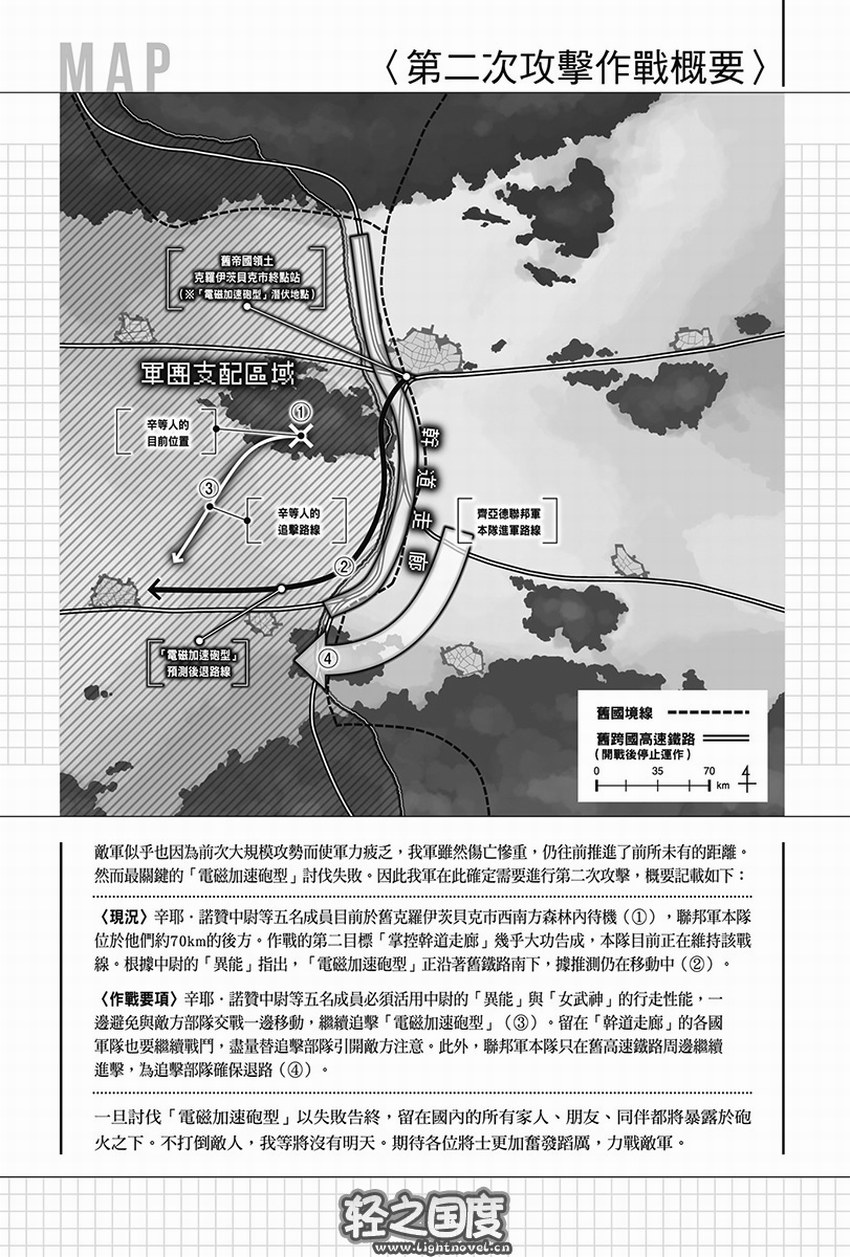 MAP
〈第二次攻擊作戰概要〉
舊帝國領土
克羅伊茨貝克市終點站
(※「電磁加速砲型」潛伏地點)
軍團支配區域
①
辛等人的
目前位置
③
辛等人的
追擊路線
幹道走廊
齊亞德聯邦軍
本隊進軍路線
②
④
「電磁加速砲型」
預測後退路線
舊國境線
舊跨國高速鐵路
(開戰後停止運作)
0 35 70 km
敵軍似乎也因為前次大規模攻勢而使軍力疲乏，我軍雖然傷亡慘重，仍往前推進了前所未有的距離。
然而最關鍵的「電磁加速砲型」討伐失敗。因此我軍在此確定需要進行第二次攻擊，概要記載如下：
〈現況〉辛耶‧諾贊中尉等五名成員目前於舊克羅伊茨貝克市西南方森林內待機(①)，聯邦軍本隊
位於他們約70km的後方。作戰的第二目標「掌控幹道走廊」幾乎大功告成，本隊目前正在維持該戰
線。根據中尉的「異能」指出，「電磁加速砲型」正沿著舊鐵路南下，據推測仍在移動中(②)。
〈作戰要項〉辛耶‧諾贊中尉等五名成員必須活用中尉的「異能」與「女武神」的行走性能，一
邊避免與敵方部隊交戰一邊移動，繼續追擊「電磁加速砲型」(③)。留在「幹道走廊」的各國
軍隊也要繼續戰鬥，盡量替追擊部隊引開敵方注意。此外，聯邦軍本隊只在舊高速鐵路周邊繼續
進擊，為追擊部隊確保退路(④)。
一旦討伐「電磁加速砲型」以失敗告終，留在國內的所有家人、朋友、同伴都將暴露於砲
火之下。不打倒敵人，我等將沒有明天。期待各位將士更加奮發蹈厲，力戰敵軍。
轻之国度
www.lightnovel.cn